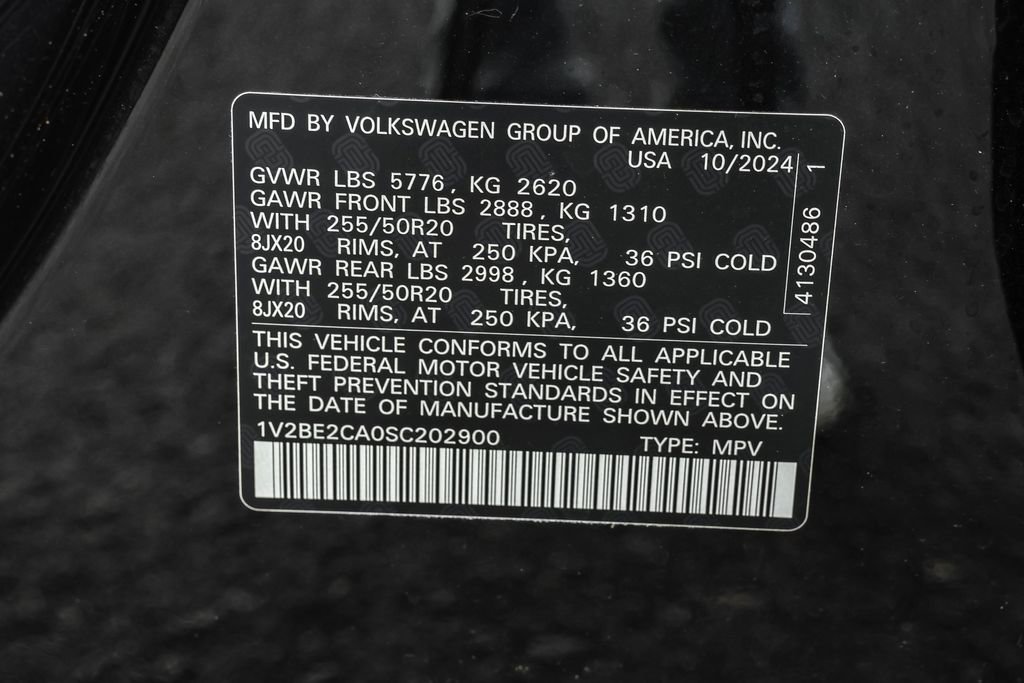 MFD BY VOLKSWAGEN GROUP OF AMERICA, INC.
USA 10/2024
GVWR LBS 5776, KG 2620
GAWR FRONT LBS 2888, KG 1310
WITH 255/50R20 TIRES,
8JX20 RIMS, AT 250 KPA, 36 PSI COLD
GAWR REAR LBS 2998, KG 1360
WITH 255/50R20 TIRES,
8JX20 RIMS, AT 250 KPA, 36 PSI COLD
4130486 1
THIS VEHICLE CONFORMS TO ALL APPLICABLE
U.S. FEDERAL MOTOR VEHICLE SAFETY AND
THEFT PREVENTION STANDARDS IN EFFECT ON
THE DATE OF MANUFACTURE SHOWN ABOVE.
1V2BE2CA0SC202900 TYPE: MPV